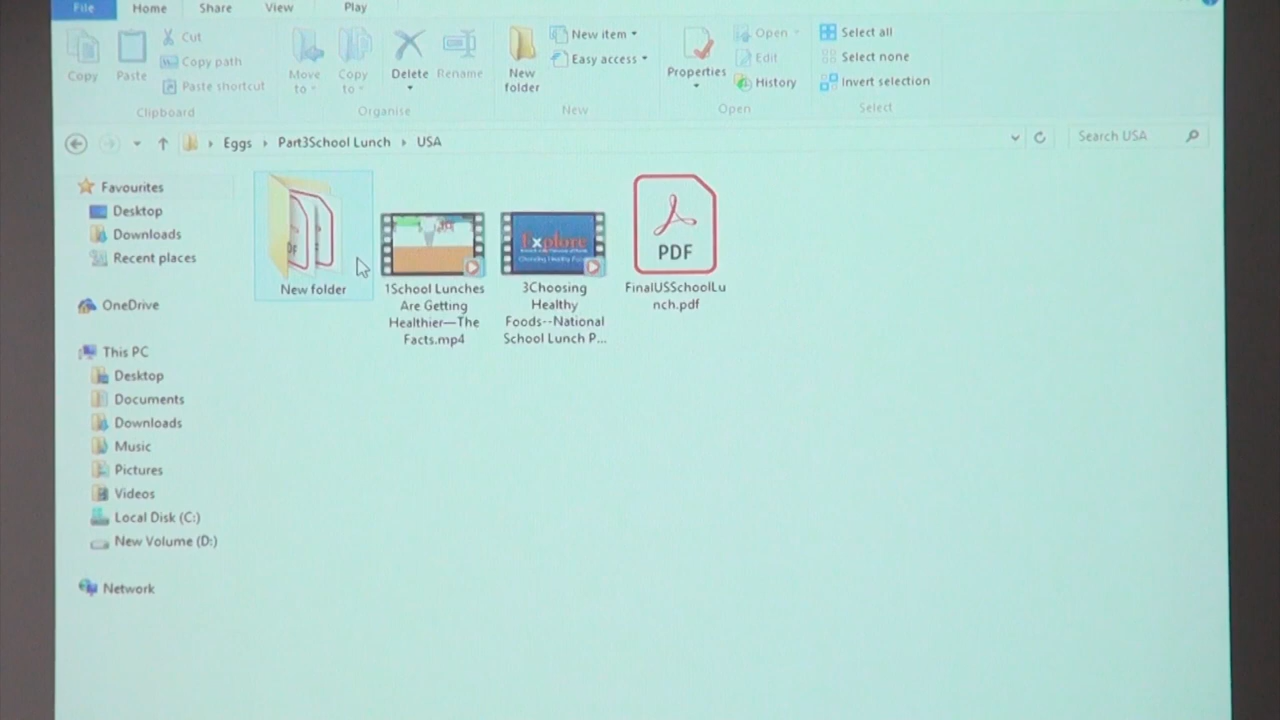 File Home Share View Play
Copy
Paste
Cut
Copy path
Paste shortcut
Clipboard
Move to
Copy to
Delete
Rename
Organise
New folder
New item
Easy access
New
Properties
Open
Edit
History
Open
Select all
Select none
Invert selection
Select
Eggs Part3School Lunch USA
Search USA
Favourites
Desktop
Downloads
Recent places
OneDrive
This PC
Desktop
Documents
Downloads
Music
Pictures
Videos
Local Disk (C:)
New Volume (D:)
Network
New folder
1School Lunches
Are Getting
Healthier—The
Facts.mp4
Explore
Choosing Healthy Foods
3Choosing
Healthy
Foods--National
School Lunch P...
PDF
FinalUSSchoolLu
nch.pdf